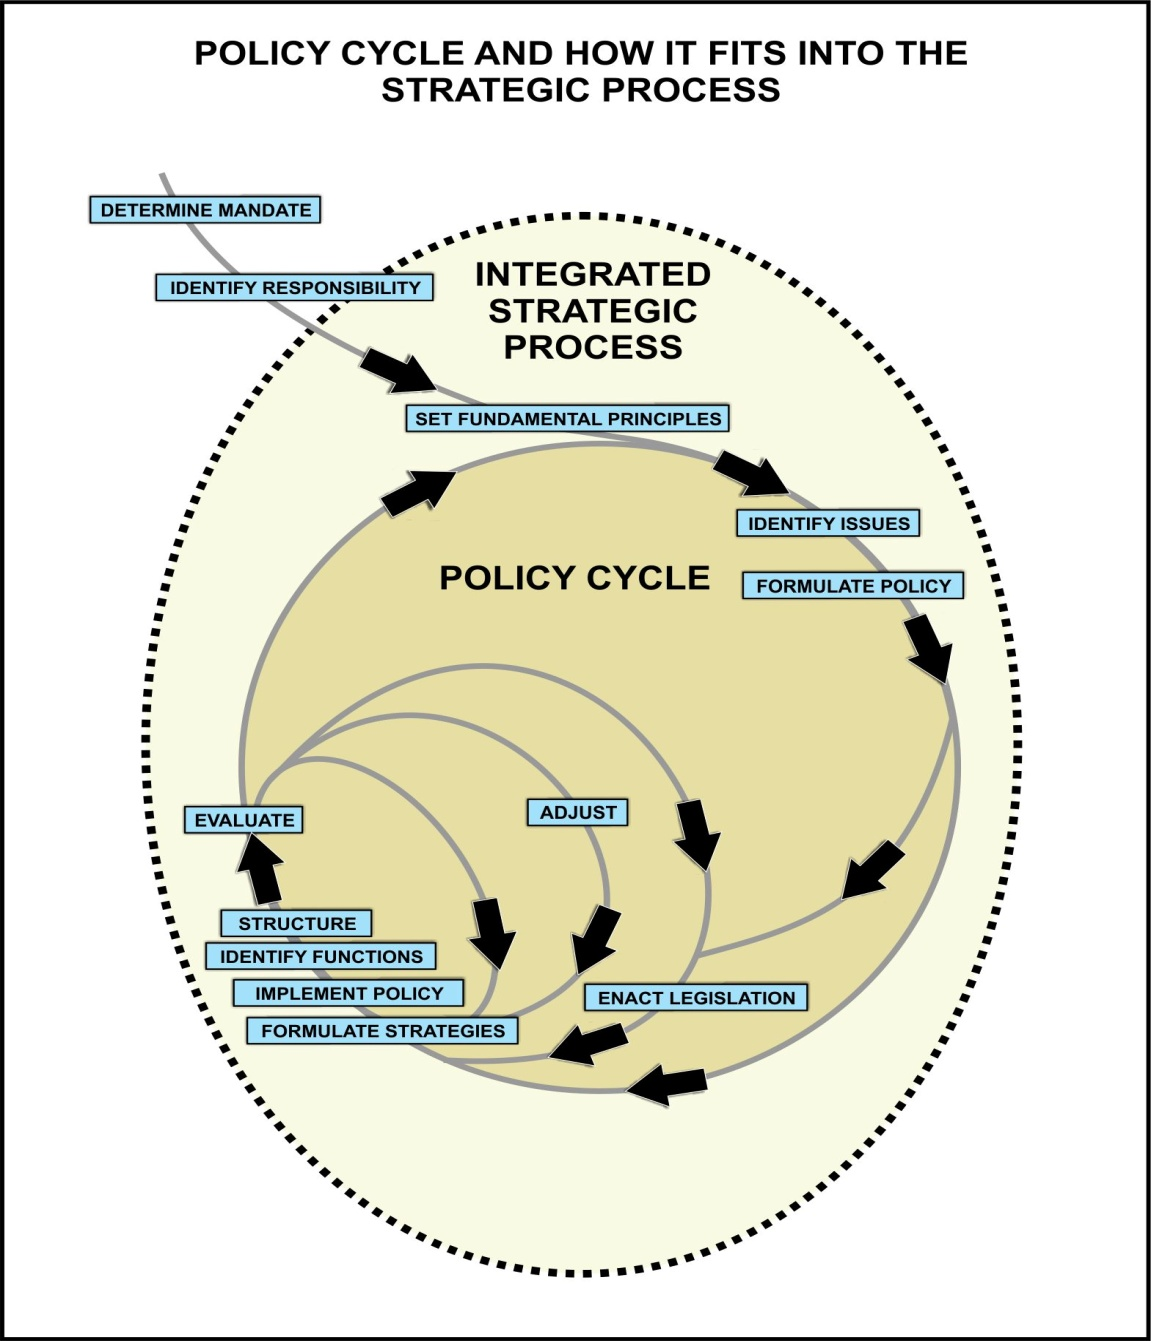 POLICY CYCLE AND HOW IT FITS INTO THE
STRATEGIC PROCESS
DETERMINE MANDATE
IDENTIFY RESPONSIBILITY
INTEGRATED
STRATEGIC
PROCESS
SET FUNDAMENTAL PRINCIPLES
IDENTIFY ISSUES
POLICY CYCLE
FORMULATE POLICY
ADJUST
EVALUATE
STRUCTURE
IDENTIFY FUNCTIONS
IMPLEMENT POLICY
ENACT LEGISLATION
FORMULATE STRATEGIES